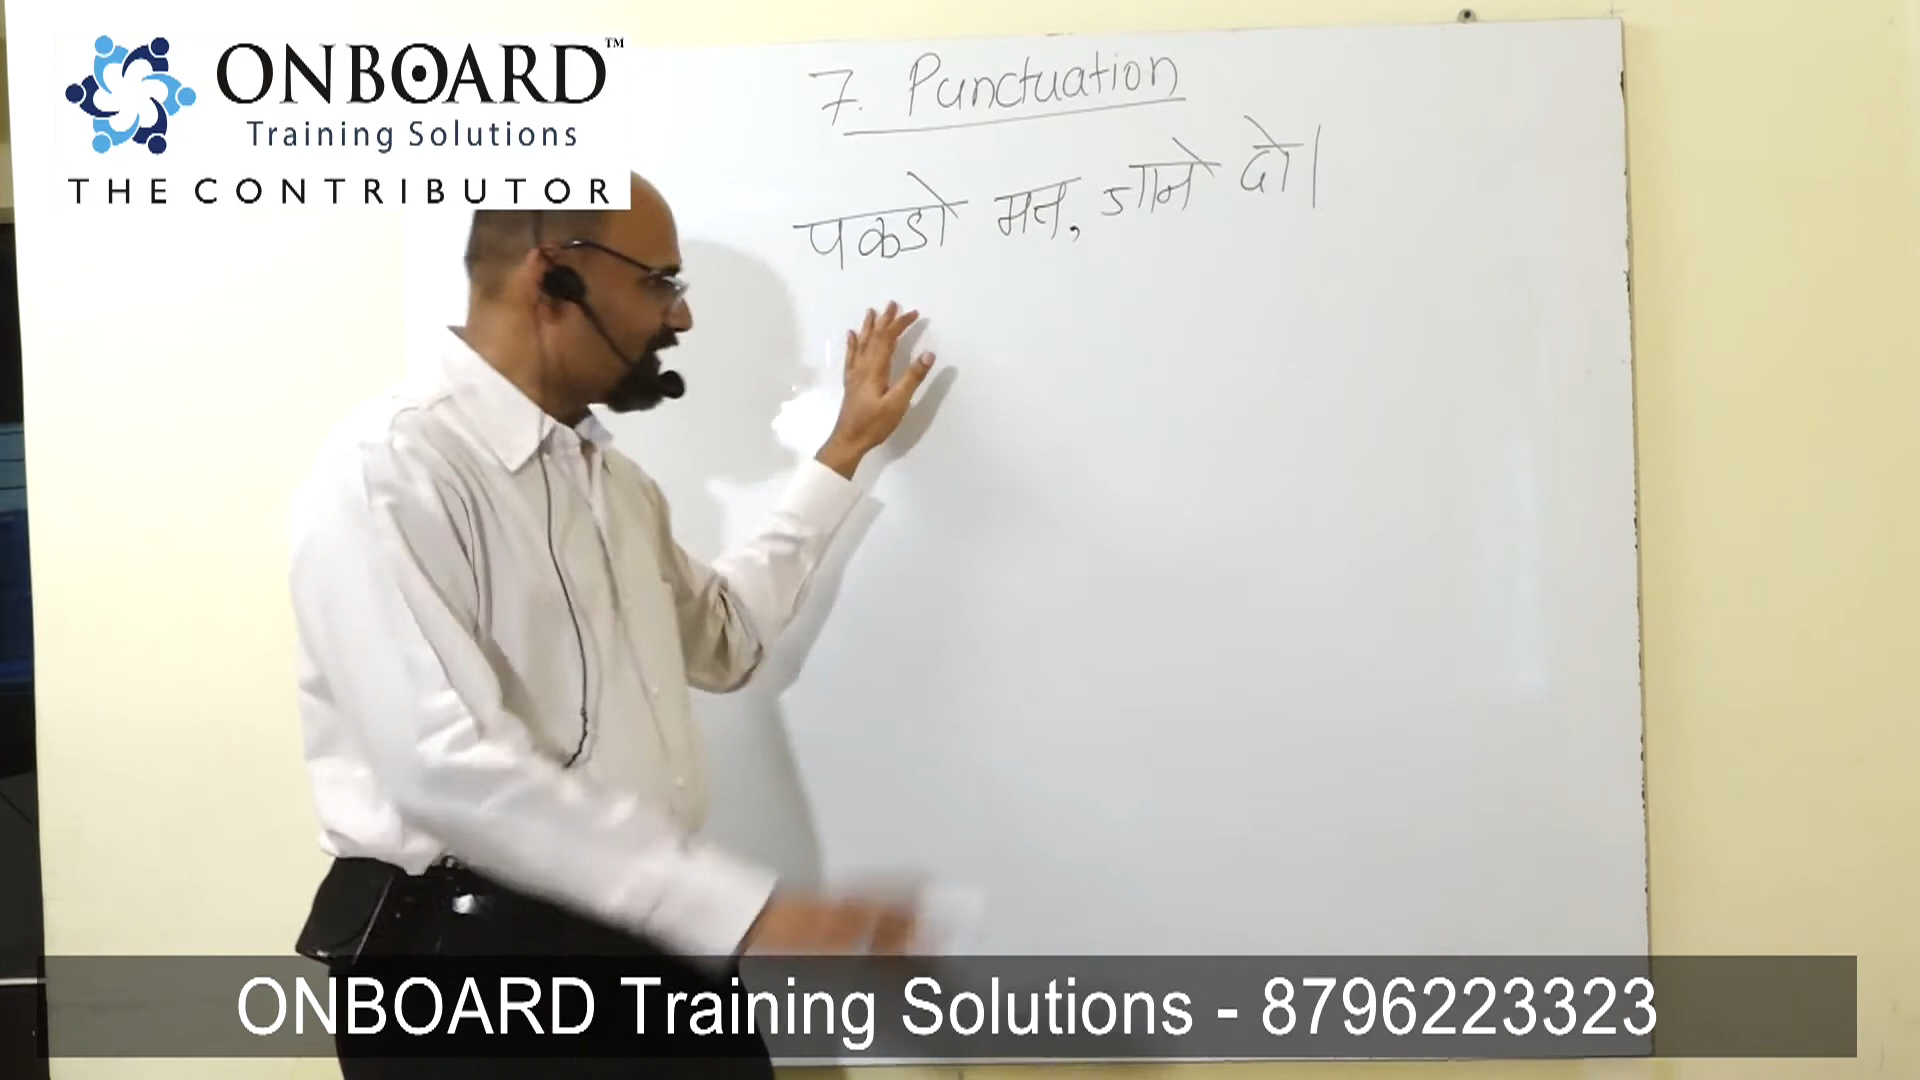 ONBOARD™
Training Solutions
THE CONTRIBUTOR
7. Punctuation
पकडो मत, जाने दो।
ONBOARD Training Solutions - 8796223323